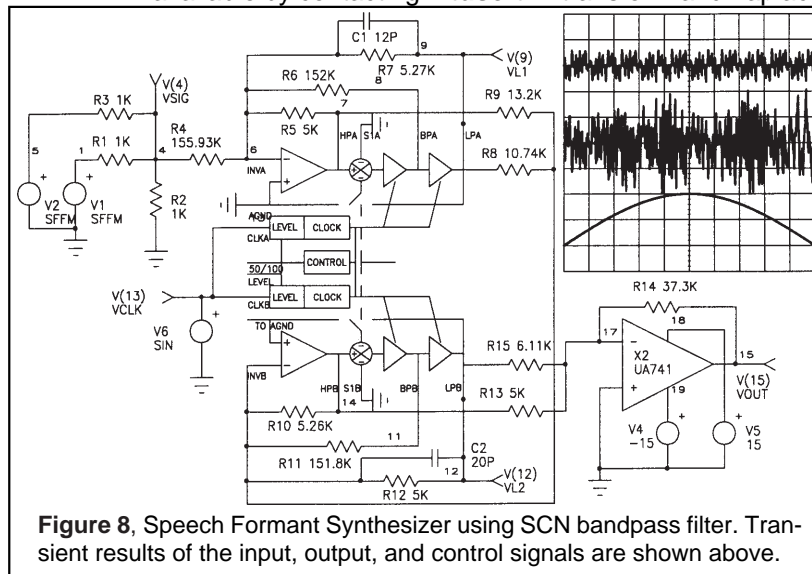 C1 12P
9
R7 5.27K
V(9)
VL1
R6 152K
8
7
R5 5K
R9 13.2K
R8 10.74K
V(4)
VSIG
R3 1K
R1 1K
R4
155.93K
5
1
4
6
INVA
HPA
S1A
BPA
LPA
V2
SFFM
V1
SFFM
R2
1K
AGND
CLKA
LEVEL
CLOCK
CONTROL
50/100
LEVEL
CLKB
LEVEL
CLOCK
V(13)
VCLK
V6
SIN
TO AGND
INVB
HPB
S1B
BPB
LPB
14
R10 5.26K
11
R11 151.8K
C2
20P
12
R12 5K
V(12)
VL2
R15 6.11K
R13 5K
R14 37.3K
17
18
X2
UA741
15
19
V(15)
VOUT
V4
-15
V5
15
Figure 8, Speech Formant Synthesizer using SCN bandpass filter. Tran-
sient results of the input, output, and control signals are shown above.